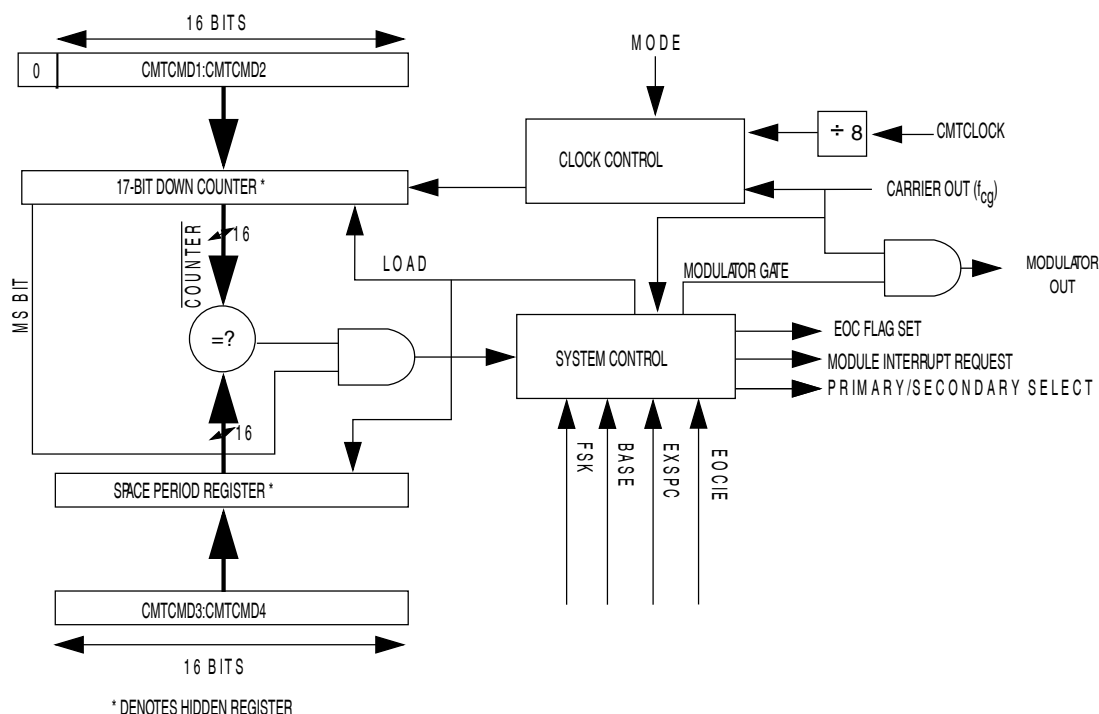 16 BITS
0
CMTCMD1:CMTCMD2
MODE
÷ 8
CMTCLOCK
CLOCK CONTROL
17-BIT DOWN COUNTER *
CARRIER OUT (fcg)
16
COUNTER
LOAD
MODULATOR GATE
MODULATOR
OUT
MS BIT
=?
EOC FLAG SET
SYSTEM CONTROL
MODULE INTERRUPT REQUEST
PRIMARY/SECONDARY SELECT
16
FSK
BASE
EXSPC
EOCIE
SPACE PERIOD REGISTER *
CMTCMD3:CMTCMD4
16 BITS
* DENOTES HIDDEN REGISTER